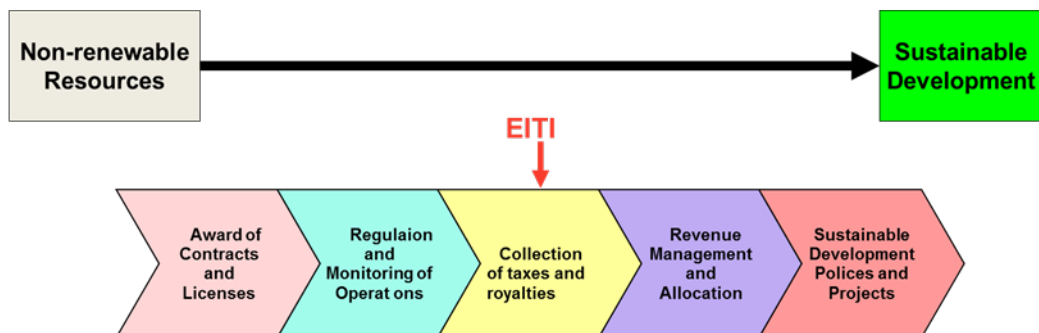 Non-renewable
Resources
Sustainable
Development
EITI
Award of
Contracts
and
Licenses
Regulaion
and
Monitoring of
Operat ons
Collection
of taxes and
royalties
Revenue
Management
and
Allocation
Sustainable
Development
Polices and
Projects